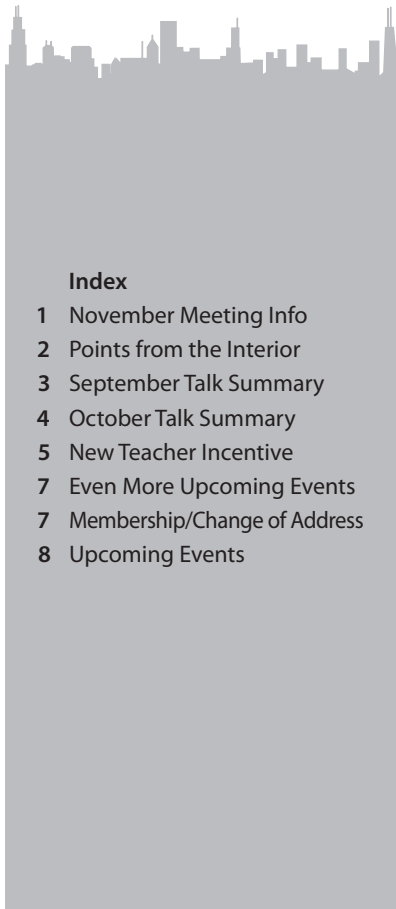 Index
1 November Meeting Info
2 Points from the Interior
3 September Talk Summary
4 October Talk Summary
5 New Teacher Incentive
7 Even More Upcoming Events
7 Membership/Change of Address
8 Upcoming Events